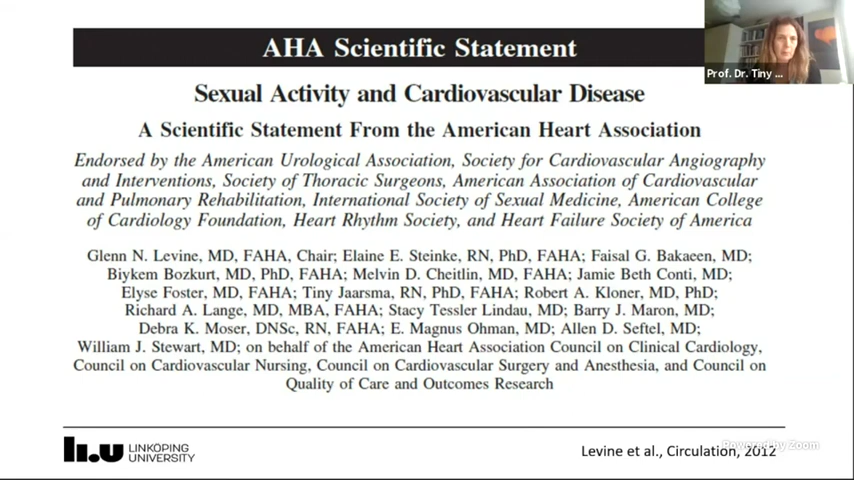 AHA Scientific Statement
Prof. Dr. Tiny ...
Sexual Activity and Cardiovascular Disease
A Scientific Statement From the American Heart Association
Endorsed by the American Urological Association, Society for Cardiovascular Angiography
and Interventions, Society of Thoracic Surgeons, American Association of Cardiovascular
and Pulmonary Rehabilitation, International Society of Sexual Medicine, American College
of Cardiology Foundation, Heart Rhythm Society, and Heart Failure Society of America
Glenn N. Levine, MD, FAHA, Chair; Elaine E. Steinke, RN, PhD, FAHA; Faisal G. Bakaeen, MD;
Biykem Bozkurt, MD, PhD, FAHA; Melvin D. Cheitlin, MD, FAHA; Jamie Beth Conti, MD;
Elyse Foster, MD, FAHA; Tiny Jaarsma, RN, PhD, FAHA; Robert A. Kloner, MD, PhD;
Richard A. Lange, MD, MBA, FAHA; Stacy Tessler Lindau, MD; Barry J. Maron, MD;
Debra K. Moser, DNSc, RN, FAHA; E. Magnus Ohman, MD; Allen D. Seftel, MD;
William J. Stewart, MD; on behalf of the American Heart Association Council on Clinical Cardiology,
Council on Cardiovascular Nursing, Council on Cardiovascular Surgery and Anesthesia, and Council on
Quality of Care and Outcomes Research
li.u LINKÖPING
UNIVERSITY
Powered by Zoom
Levine et al., Circulation, 2012